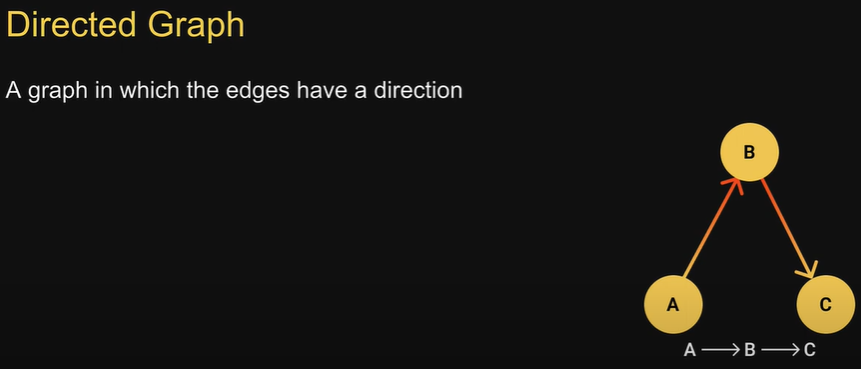 Directed Graph
A graph in which the edges have a direction
B
A
C
A ⟶ B ⟶ C